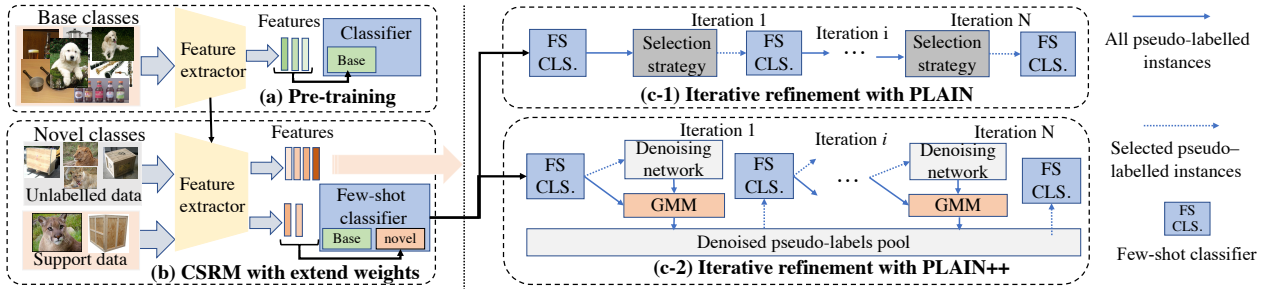 Base classes
Feature
extractor
Features
Classifier
Base
(a) Pre-training
Novel classes
Unlabelled data
Support data
Feature
extractor
Features
Few-shot
classifier
Base
novel
(b) CSRM with extend weights
Iteration 1
Iteration i
Iteration N
FS
CLS.
Selection
strategy
FS
CLS.
...
Selection
strategy
FS
CLS.
(c-1) Iterative refinement with PLAIN
Iteration 1
Iteration i
Iteration N
FS
CLS.
Denoising
network
GMM
FS
CLS.
...
Denoising
network
GMM
FS
CLS.
Denoised pseudo-labels pool
(c-2) Iterative refinement with PLAIN++
All pseudo-labelled
instances
Selected pseudo–
labelled instances
FS
CLS.
Few-shot classifier